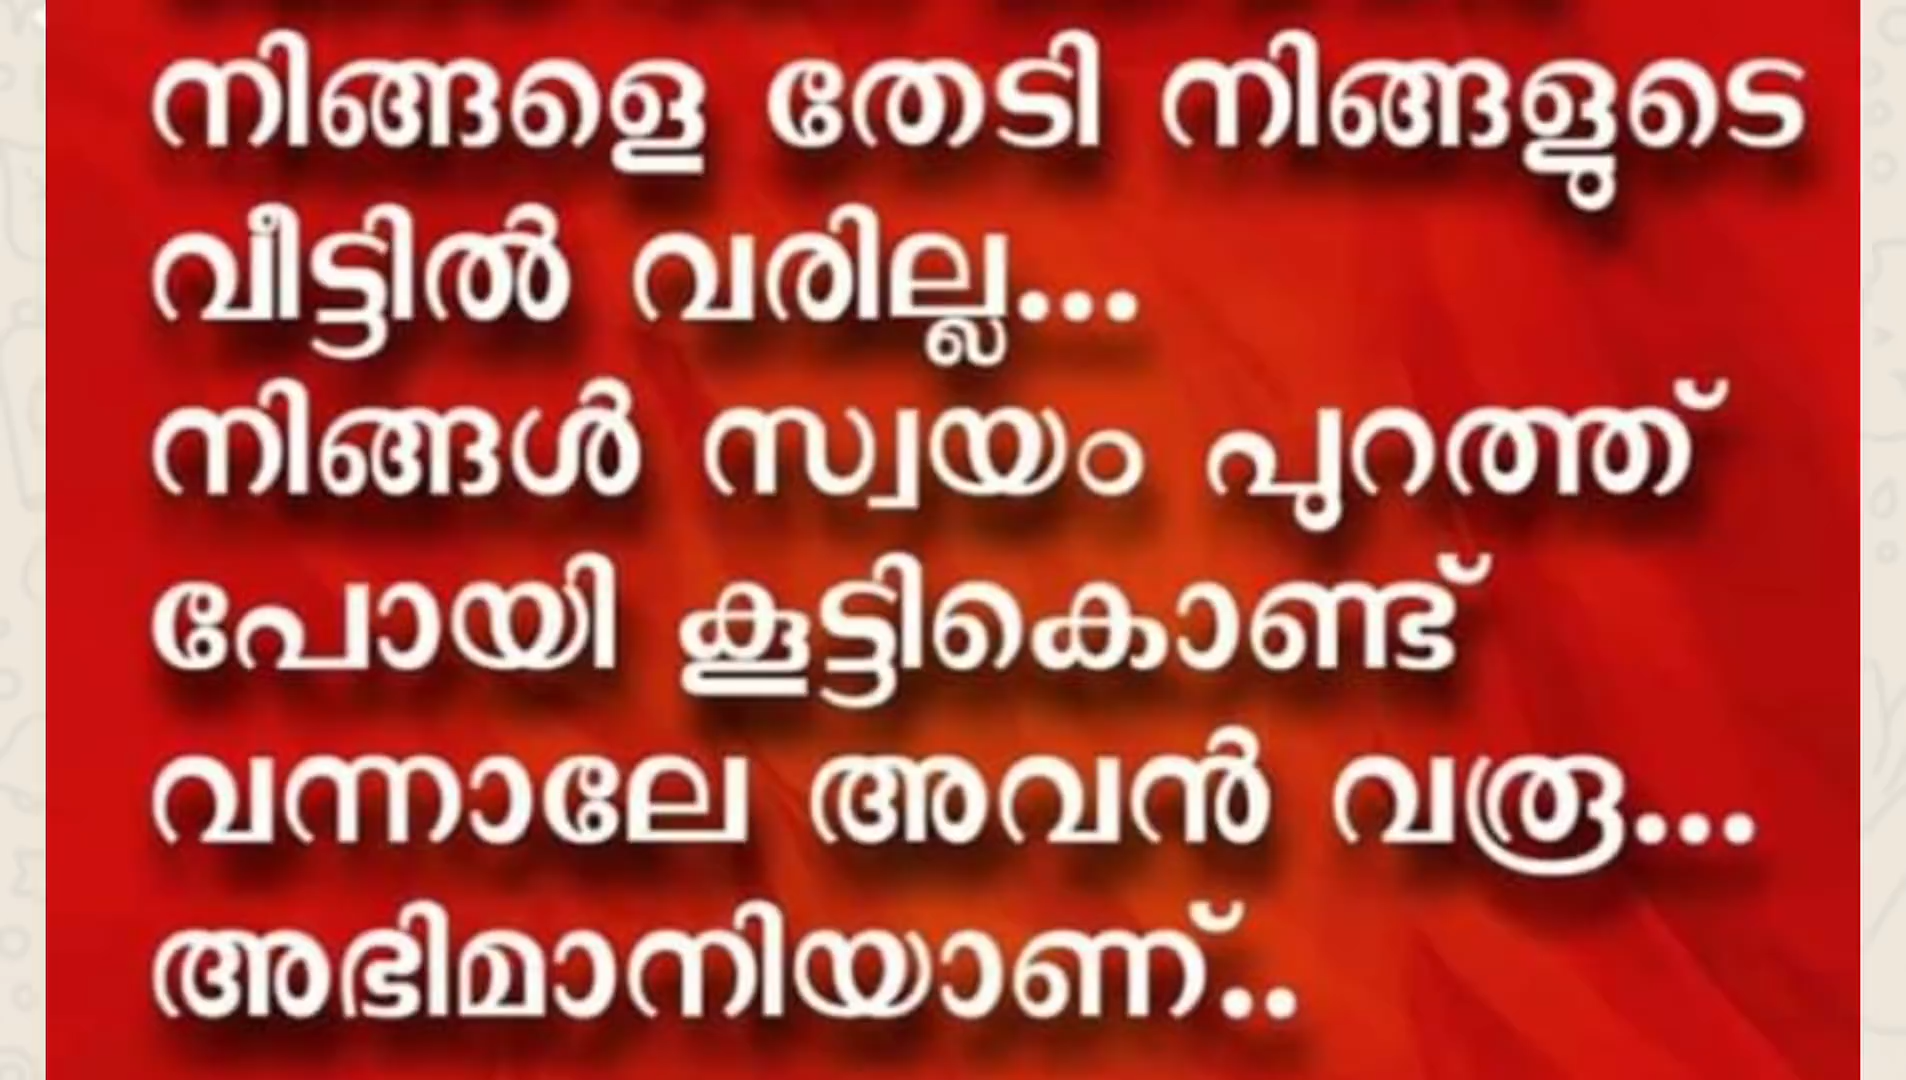 നിങ്ങളെ തേടി നിങ്ങളുടെ
വീട്ടിൽ വരില്ല...
നിങ്ങൾ സ്വയം പുറത്ത്
പോയി കൂട്ടികൊണ്ട്
വന്നാലേ അവൻ വരൂ...
അഭിമാനിയാണ്..